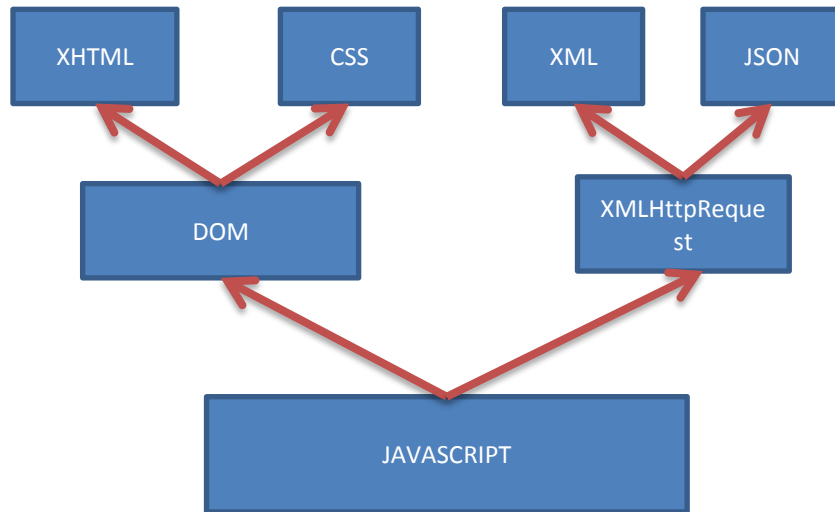 XHTML
CSS
XML
JSON
DOM
XMLHttpReque
st
JAVASCRIPT